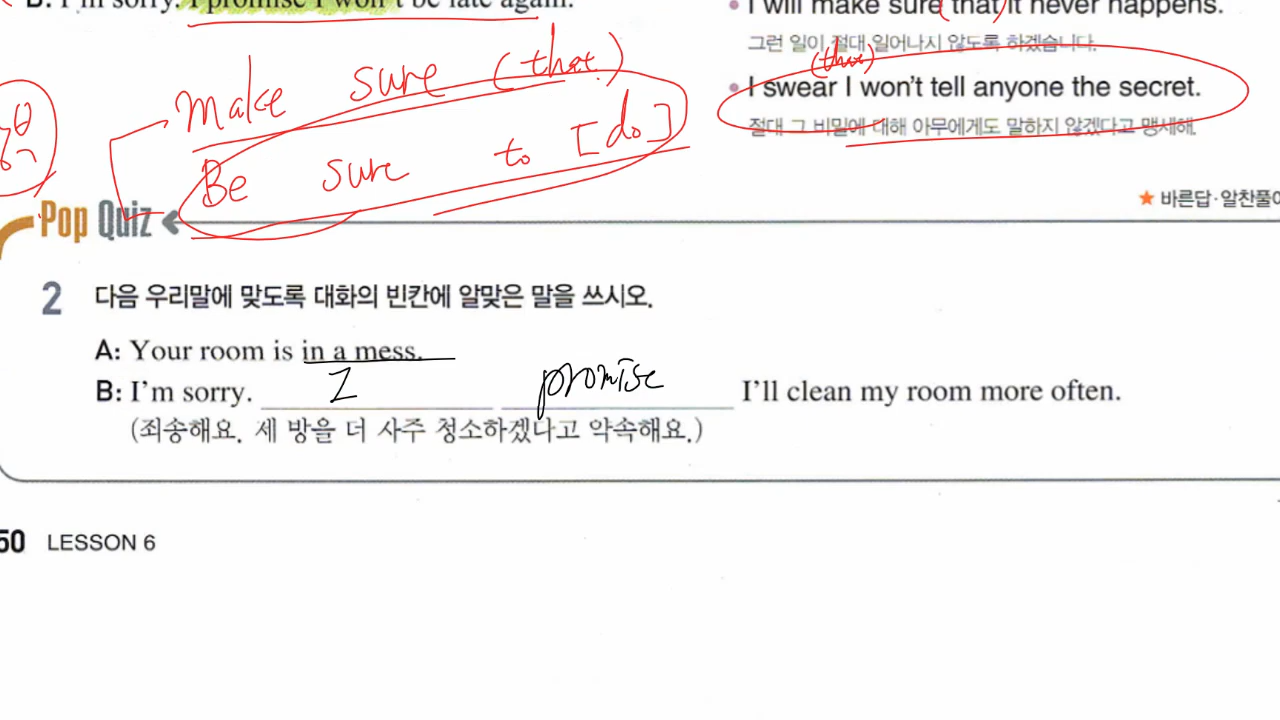 B: I'm sorry. I promise I won't be late again.
I will make sure (that) it never happens.
그런 일이 절대 일어나지 않도록 하겠습니다.
Make sure (that)
(that)
I swear I won't tell anyone the secret.
절대 그 비밀에 대해 아무에게도 말하지 않겠다고 맹세해.
Be sure to [do]
바른답·알찬풀이
Pop Quiz
2 다음 우리말에 맞도록 대화의 빈칸에 알맞은 말을 쓰시오.
A: Your room is in a mess.
B: I'm sorry. I promise I'll clean my room more often.
(죄송해요. 제 방을 더 자주 청소하겠다고 약속해요.)
50 LESSON 6